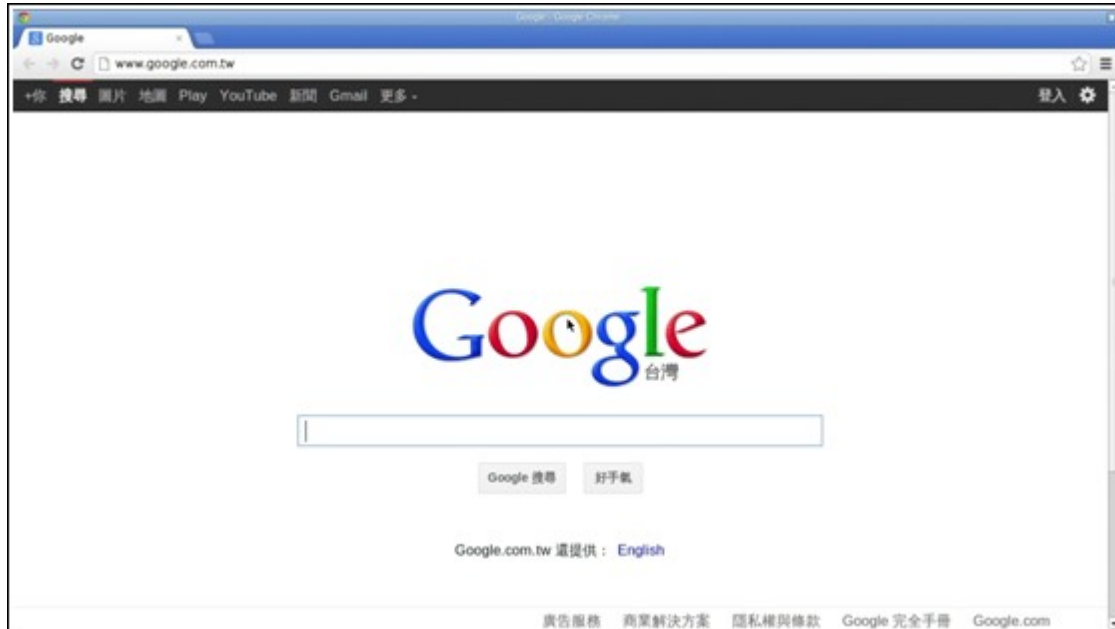 Google - Google Chrome
Google
www.google.com.tw
+你 搜尋 圖片 地圖 Play YouTube 新聞 Gmail 更多
登入
Google
台灣
Google 搜尋 好手氣
Google.com.tw 還提供： English
廣告服務 商業解決方案 隱私權與條款 Google 完全手冊 Google.com